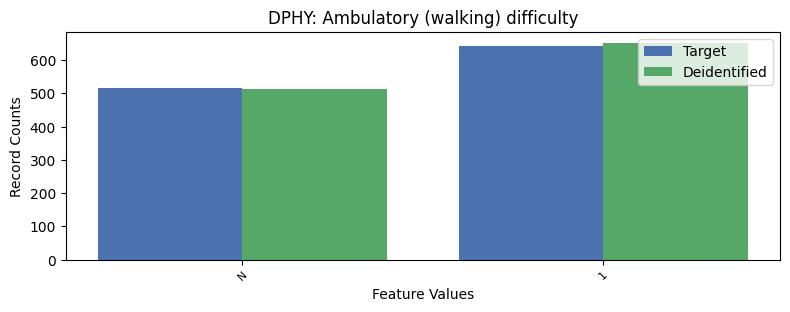 DPHY: Ambulatory (walking) difficulty
Target
Deidentified
Record Counts
600
500
400
300
200
100
0
N
1
Feature Values